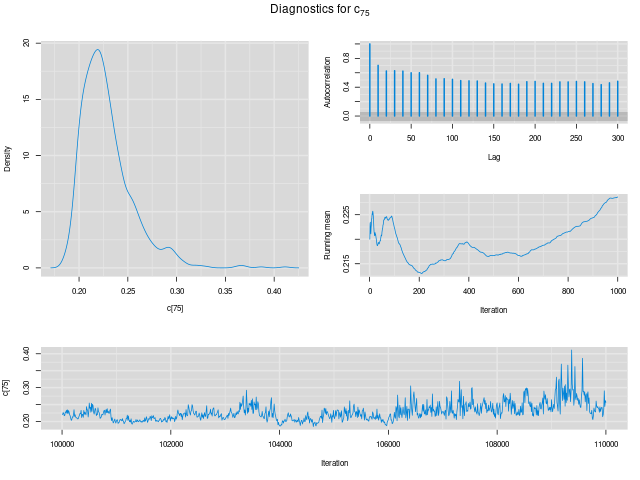 Diagnostics for c75
Density
0 5 10 15 20
0.20 0.25 0.30 0.35 0.40
c[75]
Autocorrelation
0.0 0.4 0.8
0 50 100 150 200 250 300
Lag
Running mean
0.215 0.225
0 200 400 600 800 1000
Iteration
c[75]
0.20 0.30 0.40
100000 102000 104000 106000 108000 110000
Iteration